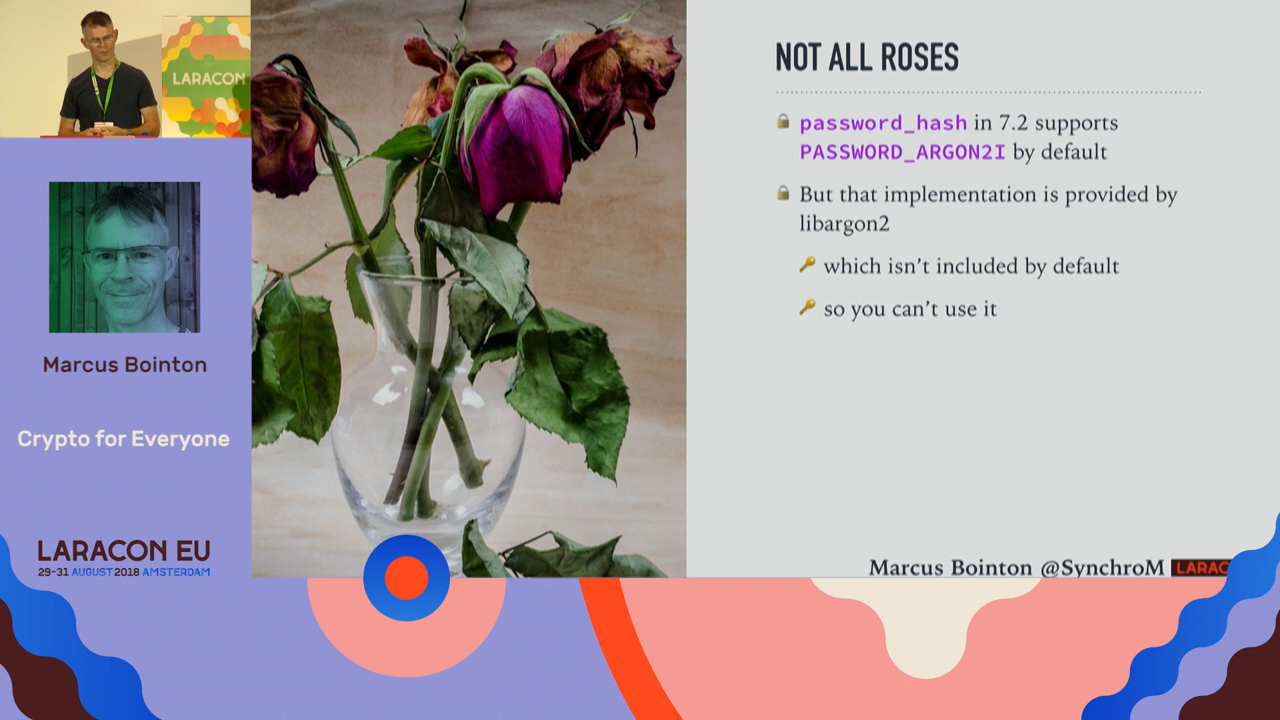 LARACON
Marcus Bointon
Crypto for Everyone
LARACON EU
29-31 AUGUST 2018 AMSTERDAM
NOT ALL ROSES
password_hash in 7.2 supports
PASSWORD_ARGON2I by default
But that implementation is provided by
libargon2
which isn’t included by default
so you can’t use it
Marcus Bointon @SynchroM LARAC